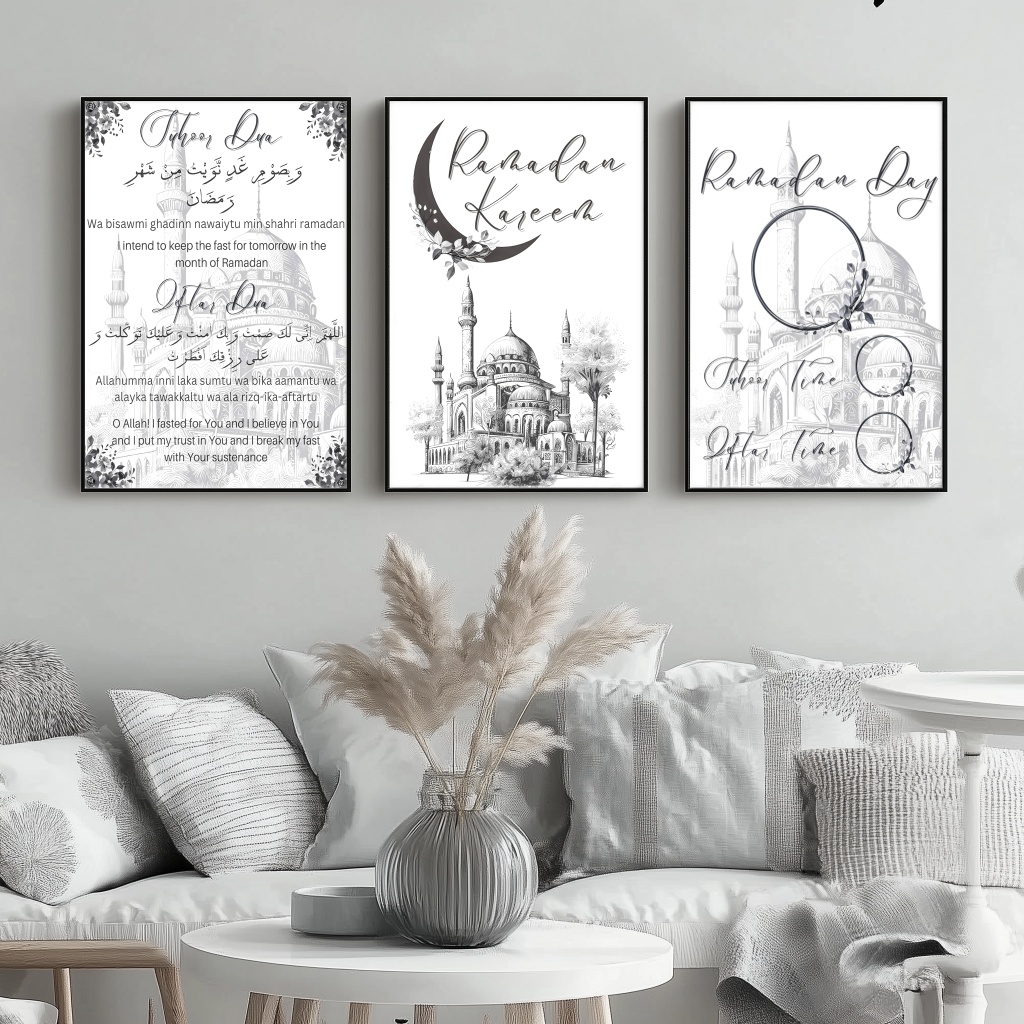 Suhoor Dua
وَبِصَوْمِ غَدٍ نَّوَيْتُ مِنْ شَهْرِ
رَمَضَانَ
Wa bisawmi ghadinn nawaiytu min shahri ramadan
I intend to keep the fast for tomorrow in the
month of Ramadan
Iftar Dua
اللَّهُمَّ اِنِّى لَكَ صُمْتُ وَبِكَ امَنْتُ وَعَلَيْكَ تَوَكَّلْتُ وَ
عَلَى رِزْقِكَ اَفْطَرْتُ
Allahumma inni laka sumtu wa bika aamantu wa
alayka tawakkaltu wa ala rizq-ika-aftartu
O Allah! I fasted for You and I believe in You
and I put my trust in You and I break my fast
with Your sustenance
Ramadan
Kareem
Ramadan Day
Suhoor Time
Iftar Time